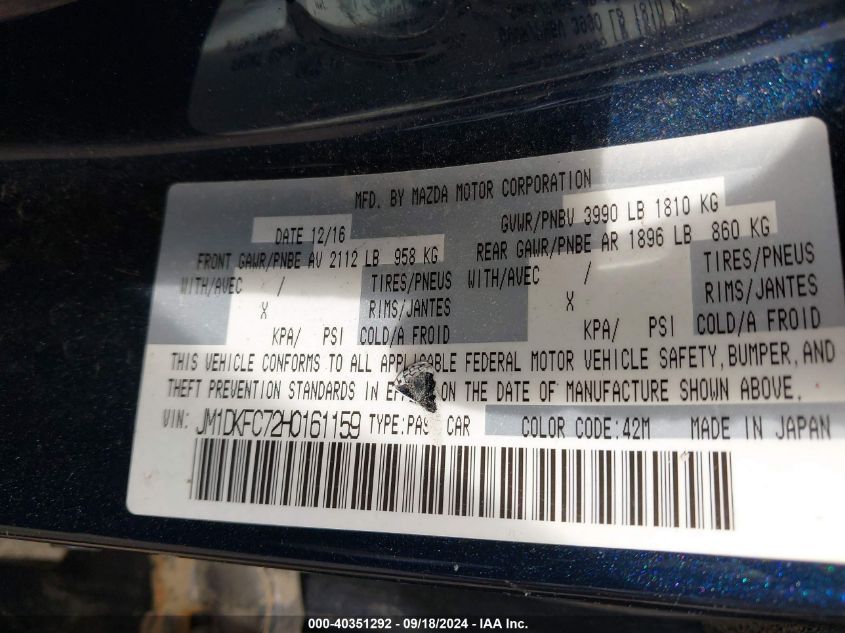 MFD. BY MAZDA MOTOR CORPORATION
DATE 12/16 GVWR/PNBV 3990 LB 1810 KG
FRONT GAWR/PNBE AV 2112 LB 958 KG REAR GAWR/PNBE AR 1896 LB 860 KG
WITH/AVEC / TIRES/PNEUS WITH/AVEC / TIRES/PNEUS
X RIMS/JANTES X RIMS/JANTES
KPA/ PSI COLD/A FROID KPA/ PSI COLD/A FROID
THIS VEHICLE CONFORMS TO ALL APPLICABLE FEDERAL MOTOR VEHICLE SAFETY, BUMPER, AND
THEFT PREVENTION STANDARDS IN ON THE DATE OF MANUFACTURE SHOWN ABOVE.
VIN: JM1DKFC72H0161159 TYPE:PAS CAR COLOR CODE:42M MADE IN JAPAN
000-40351292 - 09/18/2024 - IAA Inc.